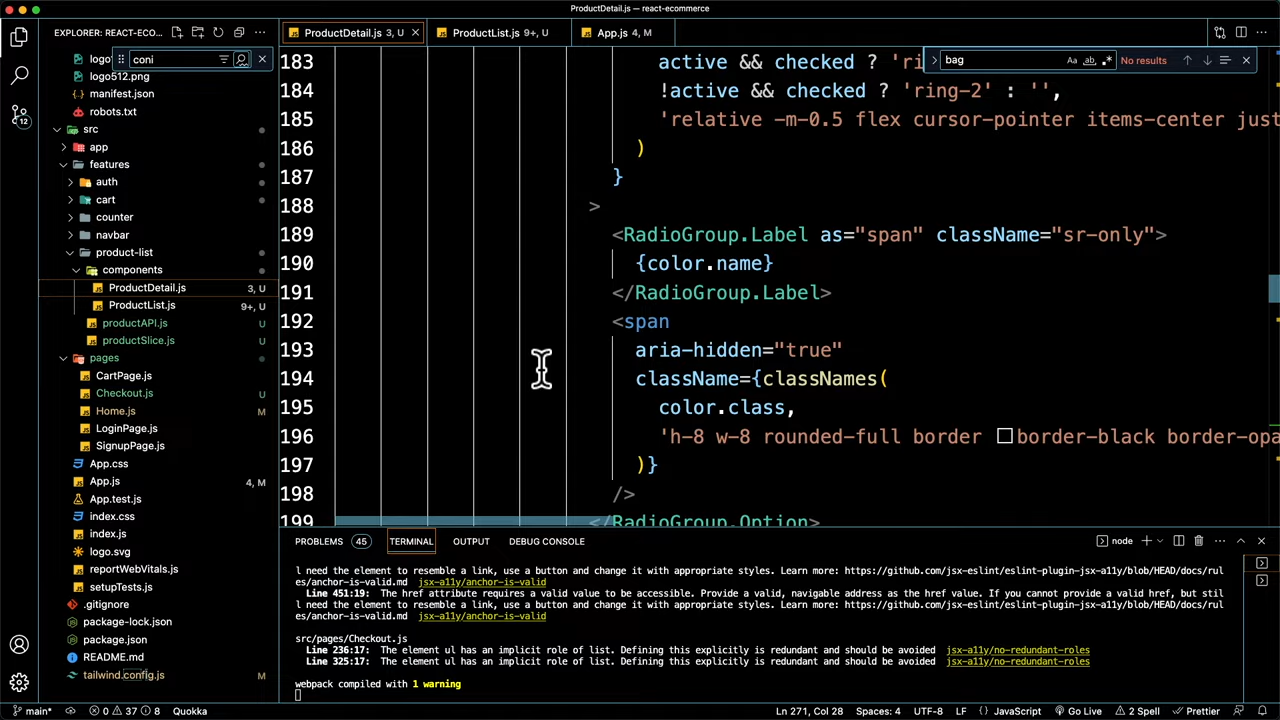 ProductDetail.js — react-ecommerce
EXPLORER: REACT-ECO...
ProductDetail.js 3, U
ProductList.js 9+, U
App.js 4, M
coni
bag
Aa
ab
No results
logo512.png
manifest.json
robots.txt
src
app
features
auth
cart
counter
navbar
product-list
components
ProductDetail.js 3, U
ProductList.js 9+, U
productAPI.js U
productSlice.js U
pages
CartPage.js
Checkout.js U
Home.js M
LoginPage.js
SignupPage.js
App.css
App.js 4, M
App.test.js
index.css
index.js
logo.svg
reportWebVitals.js
setupTests.js
.gitignore
package-lock.json
package.json
README.md
tailwind.config.js M
12
183 active && checked ? 'ri
184 !active && checked ? 'ring-2' : '',
185 'relative -m-0.5 flex cursor-pointer items-center just
186 )
187 }
188 >
189 <RadioGroup.Label as="span" className="sr-only">
190 {color.name}
191 </RadioGroup.Label>
192 <span
193 aria-hidden="true"
194 className={classNames(
195 color.class,
196 'h-8 w-8 rounded-full border border-black border-opa
197 )}
198 />
199 </RadioGroup.Option>
PROBLEMS 45 TERMINAL OUTPUT DEBUG CONSOLE
node
l need the element to resemble a link, use a button and change it with appropriate styles. Learn more: https://github.com/jsx-eslint/eslint-plugin-jsx-a11y/blob/HEAD/docs/rul
es/anchor-is-valid.md jsx-a11y/anchor-is-valid
Line 451:19: The href attribute requires a valid value to be accessible. Provide a valid, navigable address as the href value. If you cannot provide a valid href, but stil
l need the element to resemble a link, use a button and change it with appropriate styles. Learn more: https://github.com/jsx-eslint/eslint-plugin-jsx-a11y/blob/HEAD/docs/rul
es/anchor-is-valid.md jsx-a11y/anchor-is-valid
src/pages/Checkout.js
Line 236:17: The element ul has an implicit role of list. Defining this explicitly is redundant and should be avoided jsx-a11y/no-redundant-roles
Line 325:17: The element ul has an implicit role of list. Defining this explicitly is redundant and should be avoided jsx-a11y/no-redundant-roles
webpack compiled with 1 warning
main* 0 37 8 Quokka
Ln 271, Col 28 Spaces: 4 UTF-8 LF {} JavaScript Go Live 2 Spell Prettier